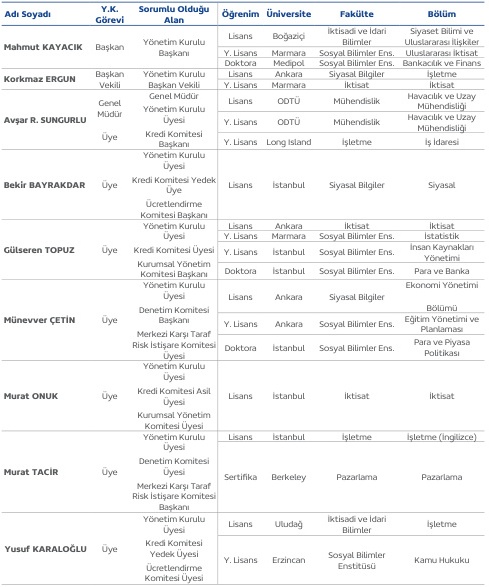 Adı Soyadı Y.K. Görevi Sorumlu Olduğu Alan Öğrenim Üniversite Fakülte Bölüm
Mahmut KAYACIK Başkan Yönetim Kurulu Başkanı Lisans Boğaziçi İktisadi ve İdari Bilimler Siyaset Bilimi ve Uluslararası İlişkiler
Y. Lisans Marmara Sosyal Bilimler Ens. Uluslararası İktisat
Doktora Medipol Sosyal Bilimler Ens. Bankacılık ve Finans
Korkmaz ERGUN Başkan Vekili Yönetim Kurulu Başkan Vekili Lisans Ankara Siyasal Bilgiler İşletme
Y. Lisans Marmara İktisat İktisat
Avşar R. SUNGURLU Genel Müdür Üye Genel Müdür
Yönetim Kurulu Üyesi
Kredi Komitesi Başkanı
Lisans ODTÜ Mühendislik Havacılık ve Uzay Mühendisliği
Y. Lisans ODTÜ Mühendislik Havacılık ve Uzay Mühendisliği
Y. Lisans Long Island İşletme İş İdaresi
Bekir BAYRAKDAR Üye Yönetim Kurulu Üyesi
Kredi Komitesi Yedek Üye
Ücretlendirme Komitesi Başkanı
Lisans İstanbul Siyasal Bilgiler Siyasal
Gülseren TOPUZ Üye Yönetim Kurulu Üyesi
Kredi Komitesi Üyesi
Kurumsal Yönetim Komitesi Başkanı
Lisans Ankara İktisat İktisat
Y. Lisans Marmara Sosyal Bilimler Ens. İstatistik
Y. Lisans İstanbul Sosyal Bilimler Ens. İnsan Kaynakları Yönetimi
Doktora İstanbul Sosyal Bilimler Ens. Para ve Banka
Münevver ÇETİN Üye Yönetim Kurulu Üyesi
Denetim Komitesi Başkanı
Merkezi Karşı Taraf Risk İstişare Komitesi Üyesi
Lisans Ankara Siyasal Bilgiler Ekonomi Yönetimi Bölümü
Y. Lisans Ankara Sosyal Bilimler Ens. Eğitim Yönetimi ve Planlaması
Doktora İstanbul Sosyal Bilimler Ens. Para ve Piyasa Politikası
Murat ONUK Üye Yönetim Kurulu Üyesi
Kredi Komitesi Asil Üyesi
Kurumsal Yönetim Komitesi Üyesi
Lisans İstanbul İktisat İktisat
Murat TACİR Üye Yönetim Kurulu Üyesi
Denetim Komitesi Üyesi
Merkezi Karşı Taraf Risk İstişare Komitesi Başkanı
Lisans İstanbul İşletme İşletme (İngilizce)
Sertifika Berkeley Pazarlama Pazarlama
Yusuf KARALOĞLU Üye Yönetim Kurulu Üyesi
Kredi Komitesi Yedek Üyesi
Ücretlendirme Komitesi Üyesi
Lisans Uludağ İktisadi ve İdari Bilimler İşletme
Y. Lisans Erzincan Sosyal Bilimler Enstitüsü Kamu Hukuku